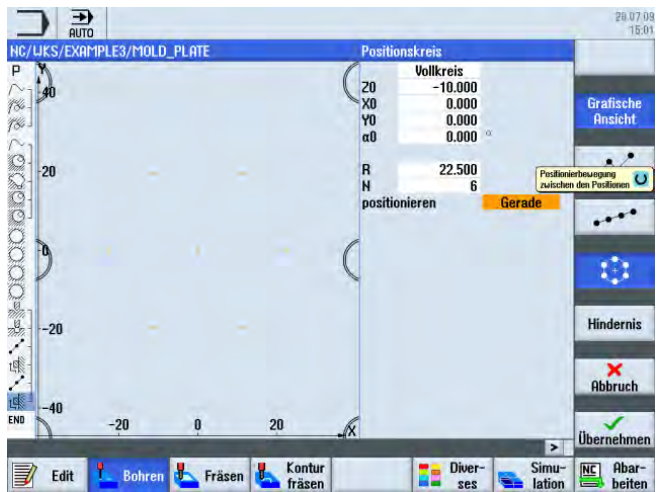 AUTO
28.07.09
15:01
NC/WKS/EXAMPLE3/MOLD_PLATE
Positionskreis
P
Y
Vollkreis
Z0 -10.000
X0 0.000
Y0 0.000
α0 0.000 °
R 22.500
N 6
positionieren Gerade
Grafische
Ansicht
Positionierbewegung
zwischen den Positionen
40
20
0
-20
-40
-20 0 20
X
END
Hindernis
Abbruch
Übernehmen
>
Edit
Bohren
Fräsen
Kontur
fräsen
Diver-
ses
Simu-
lation
NC
Abar-
beiten